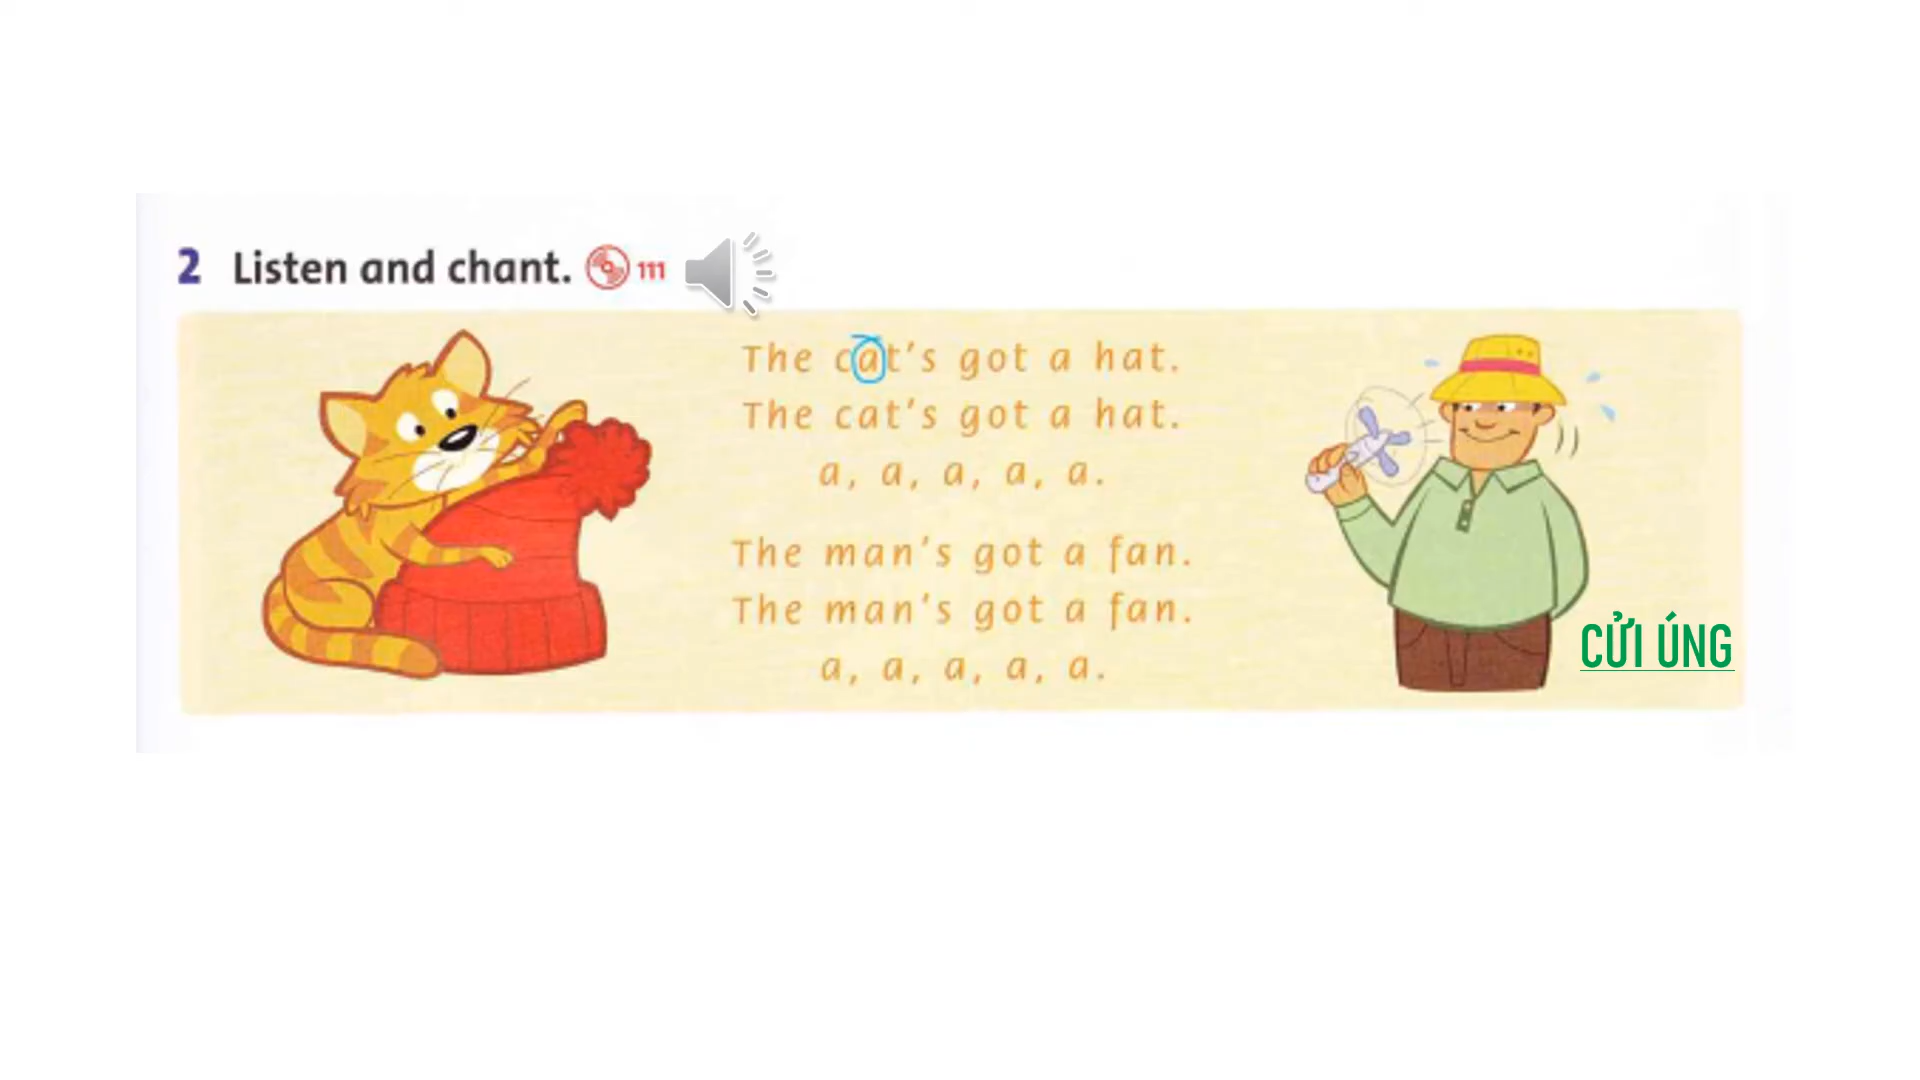 2 Listen and chant. 111
The cat's got a hat.
The cat's got a hat.
a, a, a, a, a.
The man's got a fan.
The man's got a fan.
a, a, a, a, a.
CỬI ÚNG